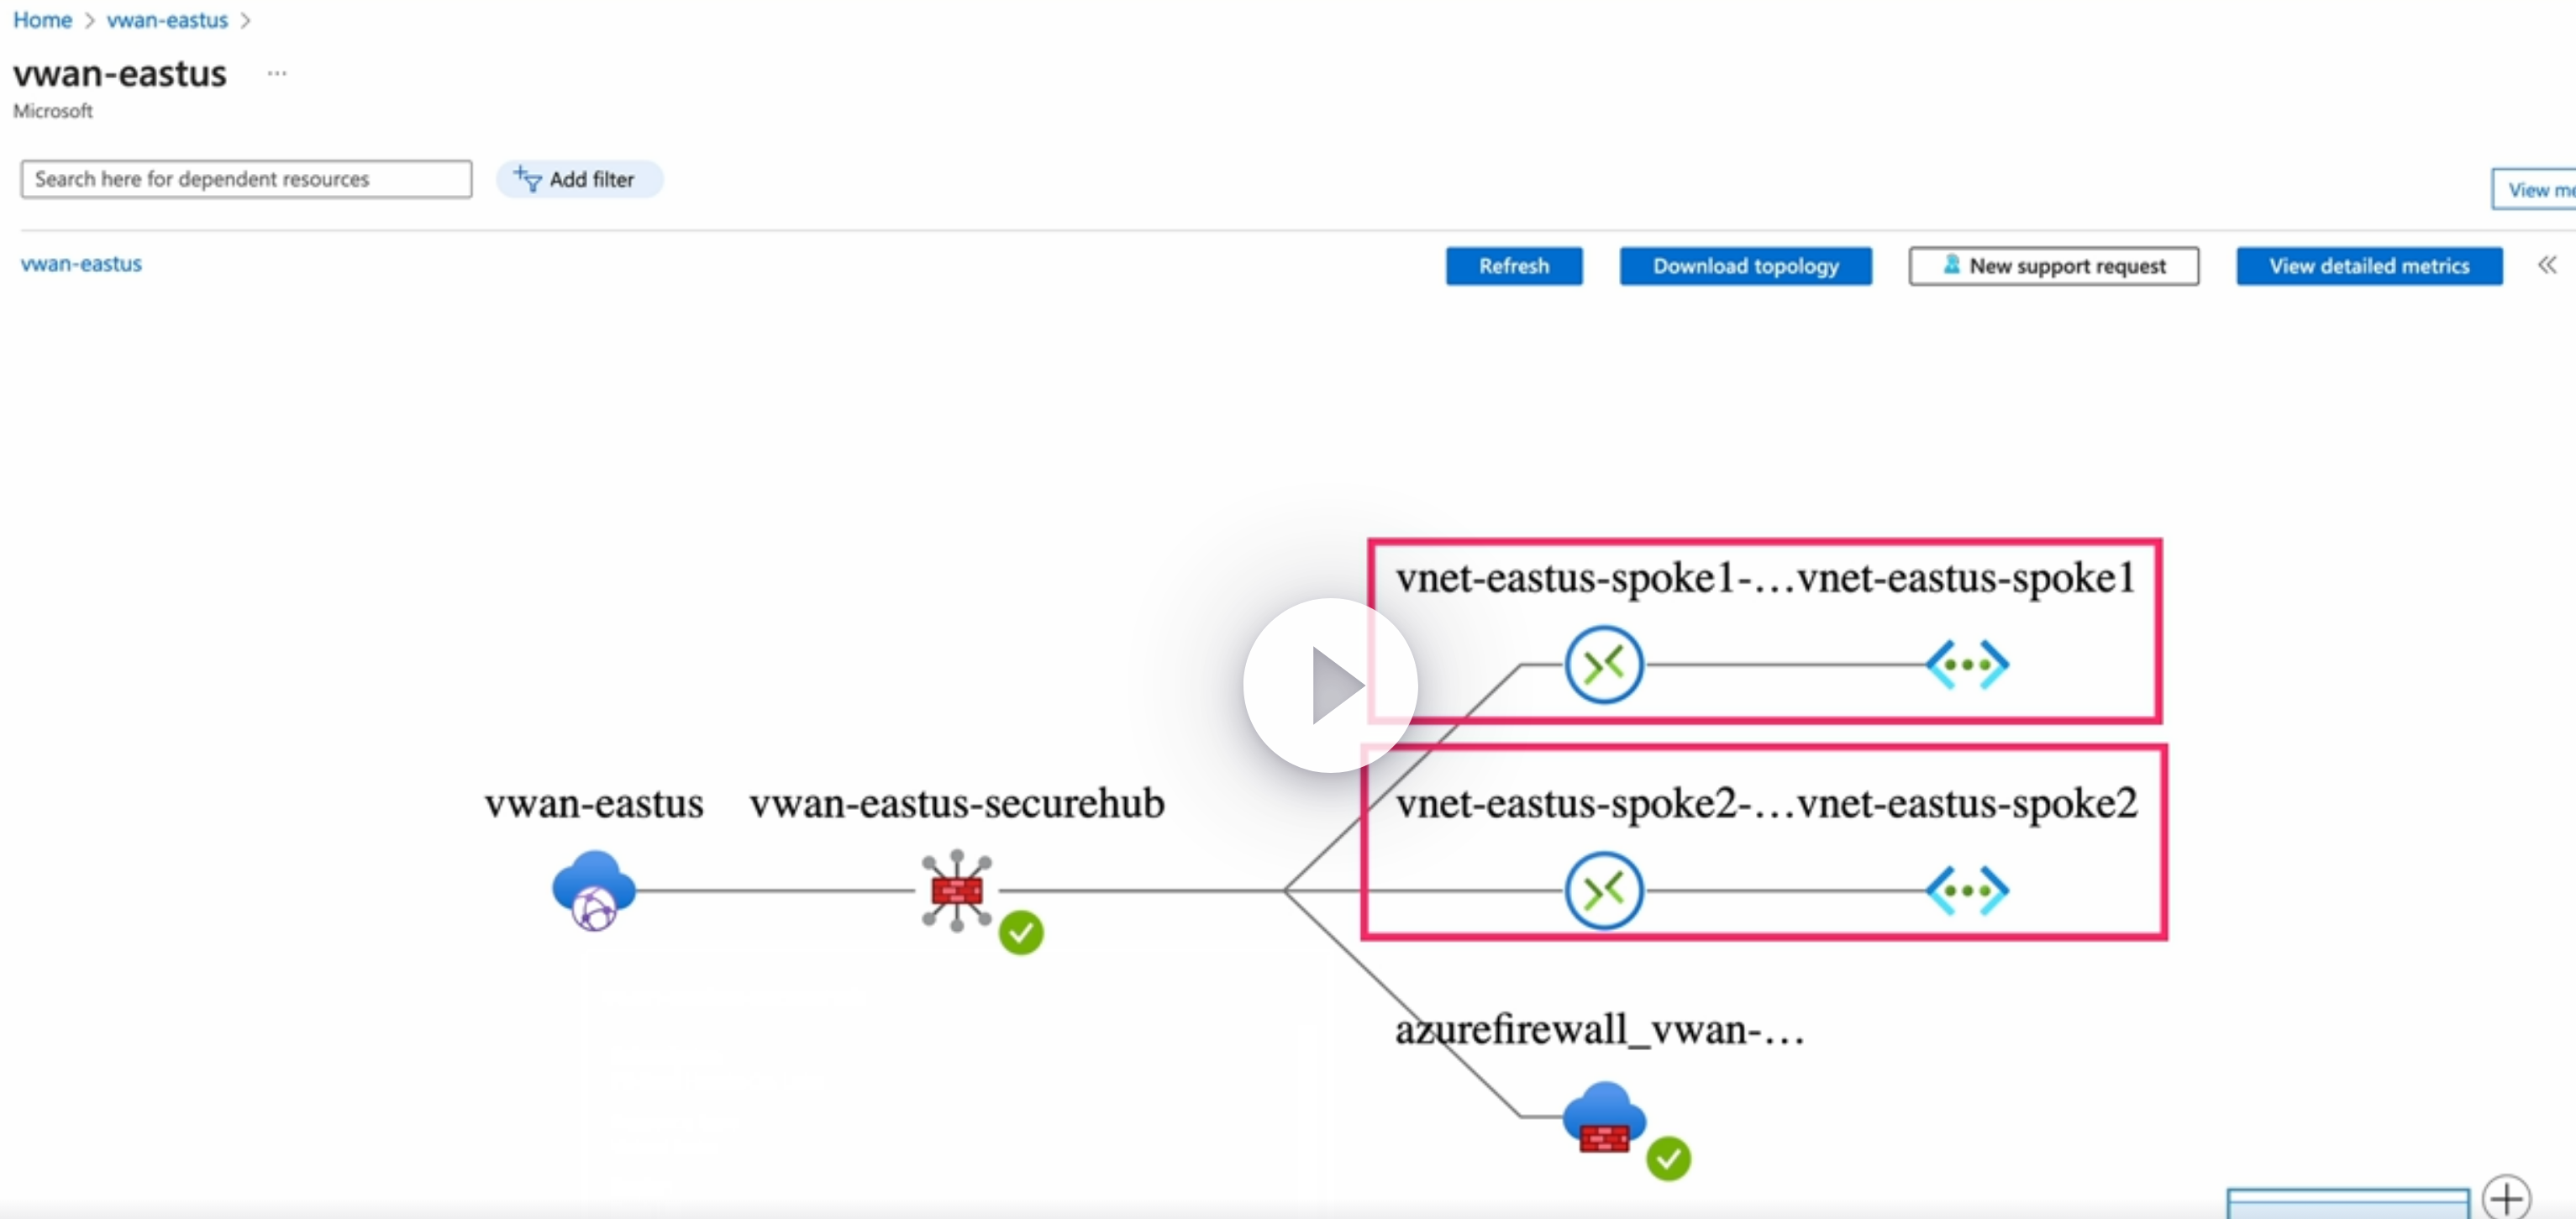 Home > vwan-eastus >
vwan-eastus ...
Microsoft
Search here for dependent resources
Add filter
View me
vwan-eastus
Refresh
Download topology
New support request
View detailed metrics
vnet-eastus-spoke1-...vnet-eastus-spoke1
vwan-eastus
vwan-eastus-securehub
vnet-eastus-spoke2-...vnet-eastus-spoke2
azurefirewall_vwan-...